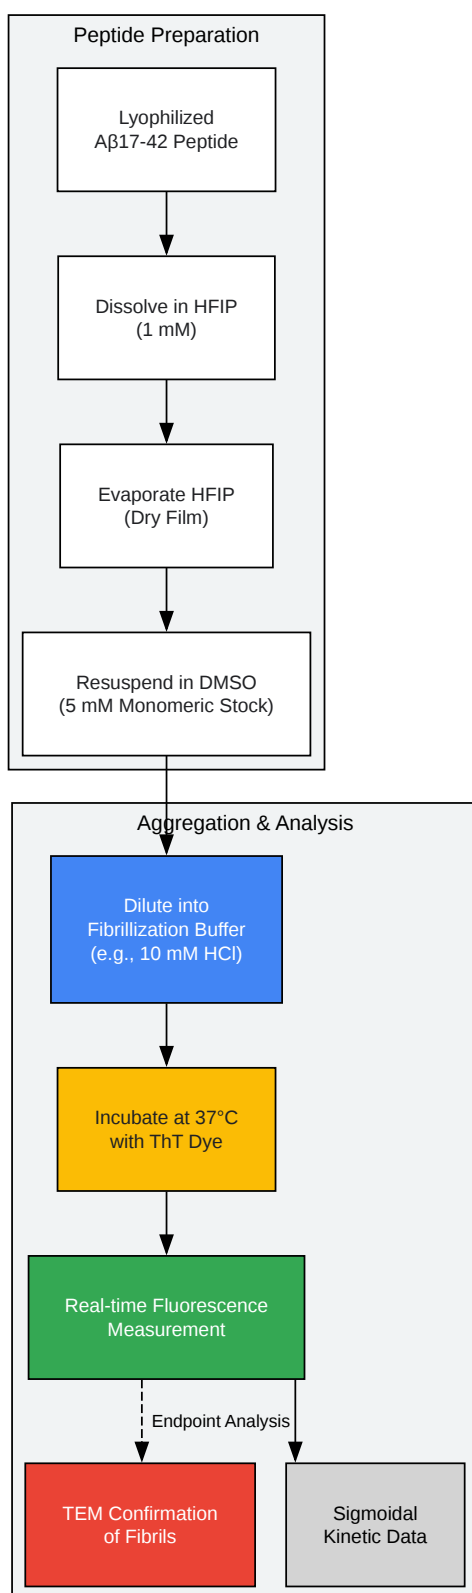 Peptide Preparation
Lyophilized
Aβ17-42 Peptide
Dissolve in HFIP
(1 mM)
Evaporate HFIP
(Dry Film)
Resuspend in DMSO
(5 mM Monomeric Stock)
Aggregation & Analysis
Dilute into
Fibrillization Buffer
(e.g., 10 mM HCl)
Incubate at 37°C
with ThT Dye
Real-time Fluorescence
Measurement
Endpoint Analysis
TEM Confirmation
of Fibrils
Sigmoidal
Kinetic Data